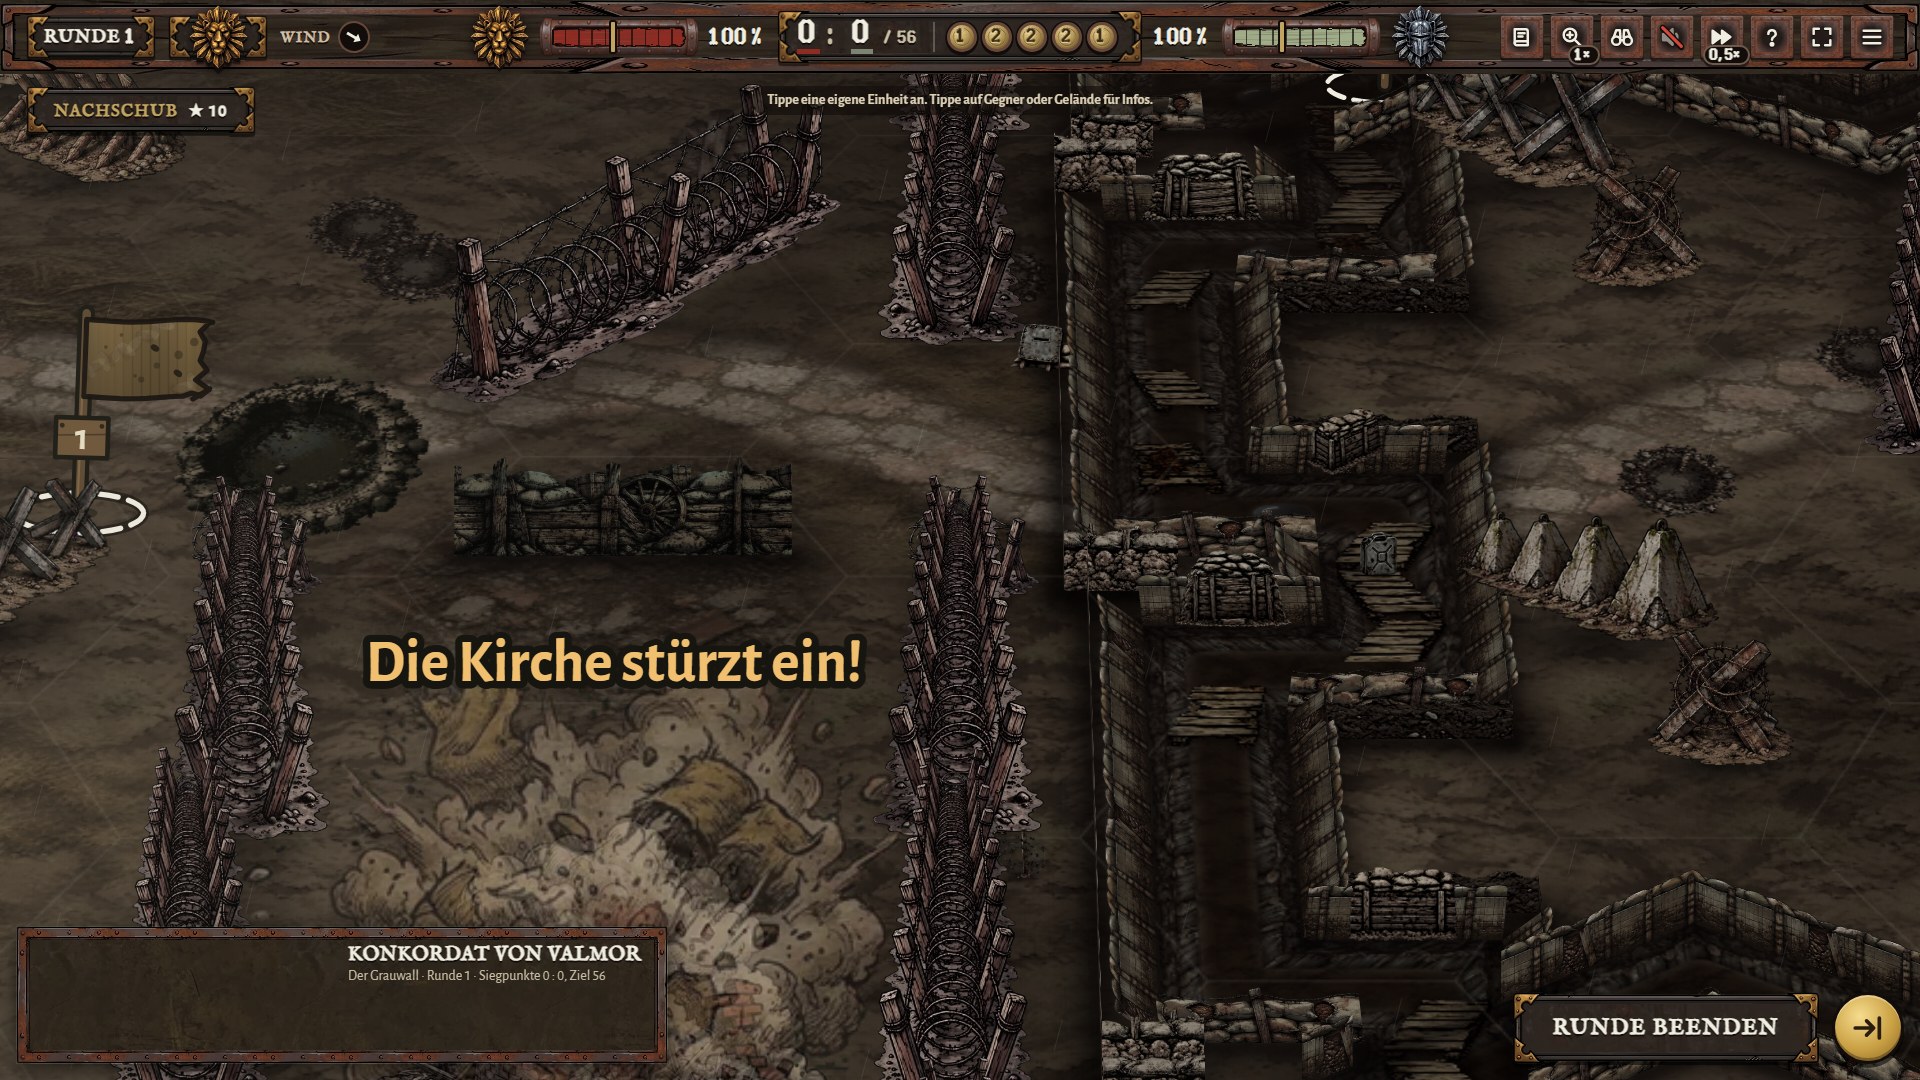 RUNDE 1
WIND
100 %
0 : 0 / 56
1 2 2 2 1
100 %
1×
0,5×
?
NACHSCHUB ★ 10
Tippe eine eigene Einheit an. Tippe auf Gegner oder Gelände für Infos.
1
Die Kirche stürzt ein!
KONKORDAT VON VALMOR
Der Grauwall · Runde 1 · Siegpunkte 0 : 0, Ziel 56
RUNDE BEENDEN